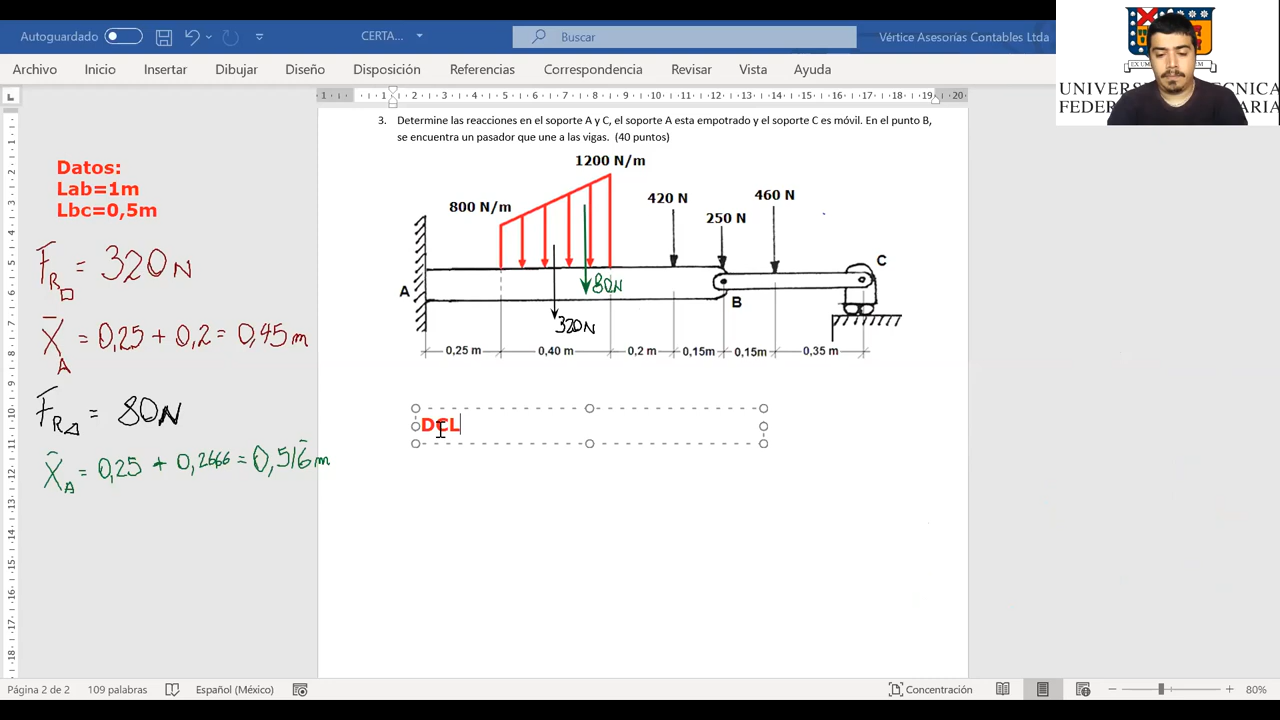 Autoguardado
CERTA...
Buscar
Vértice Asesorías Contables Ltda
Archivo Inicio Insertar Dibujar Diseño Disposición Referencias Correspondencia Revisar Vista Ayuda
3. Determine las reacciones en el soporte A y C, el soporte A esta empotrado y el soporte C es móvil. En el punto B,
se encuentra un pasador que une a las vigas. (40 puntos)
Datos:
Lab=1m
Lbc=0,5m
F̄R□ = 320N
X̄A = 0,25 + 0,2 = 0,45m
F̄R⊿ = 80N
X̄A = 0,25 + 0,2666 = 0,516̄ m
1200 N/m
800 N/m
420 N
460 N
250 N
C
A
80N
B
320N
0,25 m 0,40 m 0,2 m 0,15m 0,15m 0,35 m
DCL
Página 2 de 2 109 palabras Español (México) Concentración 80%